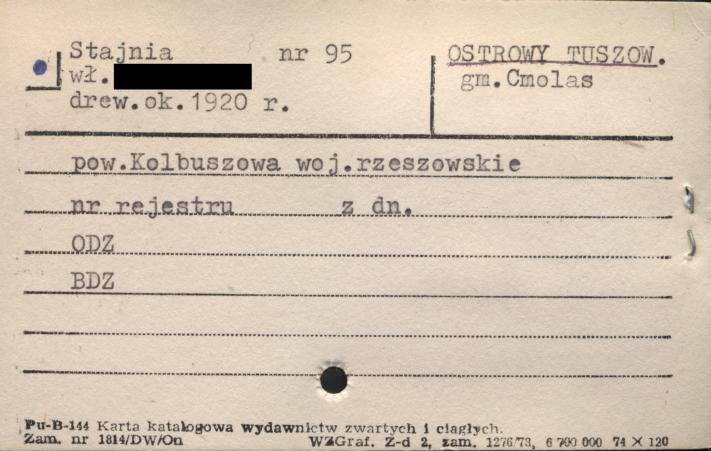 Stajnia nr 95
wł.
drew.ok.1920 r.
OSTROWY TUSZOW.
gm.Cmolas
pow.Kolbuszowa woj.rzeszowskie
nr rejestru z dn.
ODZ
BDZ
Pu-B-144 Karta katalogowa wydawnictw zwartych i ciągłych.
Zam. nr 1814/DW/On WZGraf. Z-d 2, zam. 1276/73, 6 700 000 74 X 120